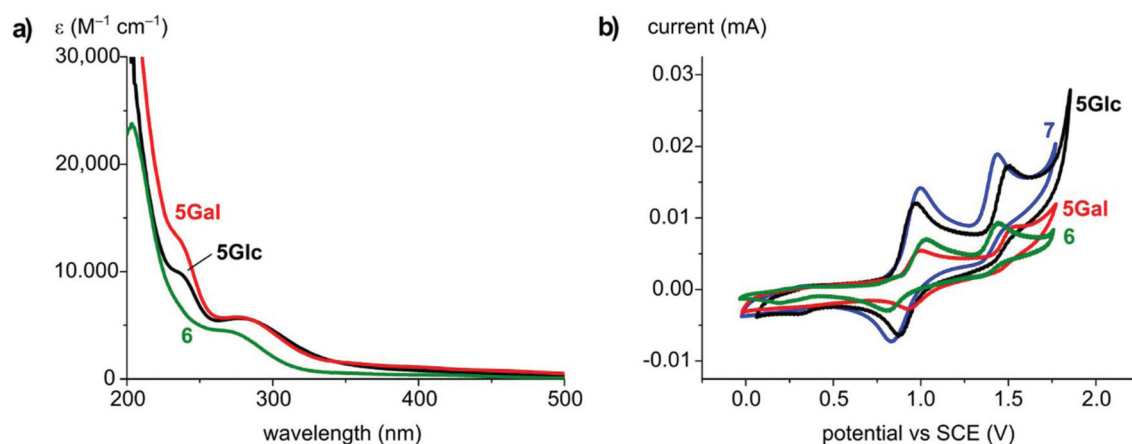 a) ε (M⁻¹ cm⁻¹)
30,000
20,000
10.000
0
5Gal
5Glc
6
200 300 400 500
wavelength (nm)
b) current (mA)
0.03
0.02
0.01
0.00
-0.01
7
5Glc
5Gal
6
0.0 0.5 1.0 1.5 2.0
potential vs SCE (V)